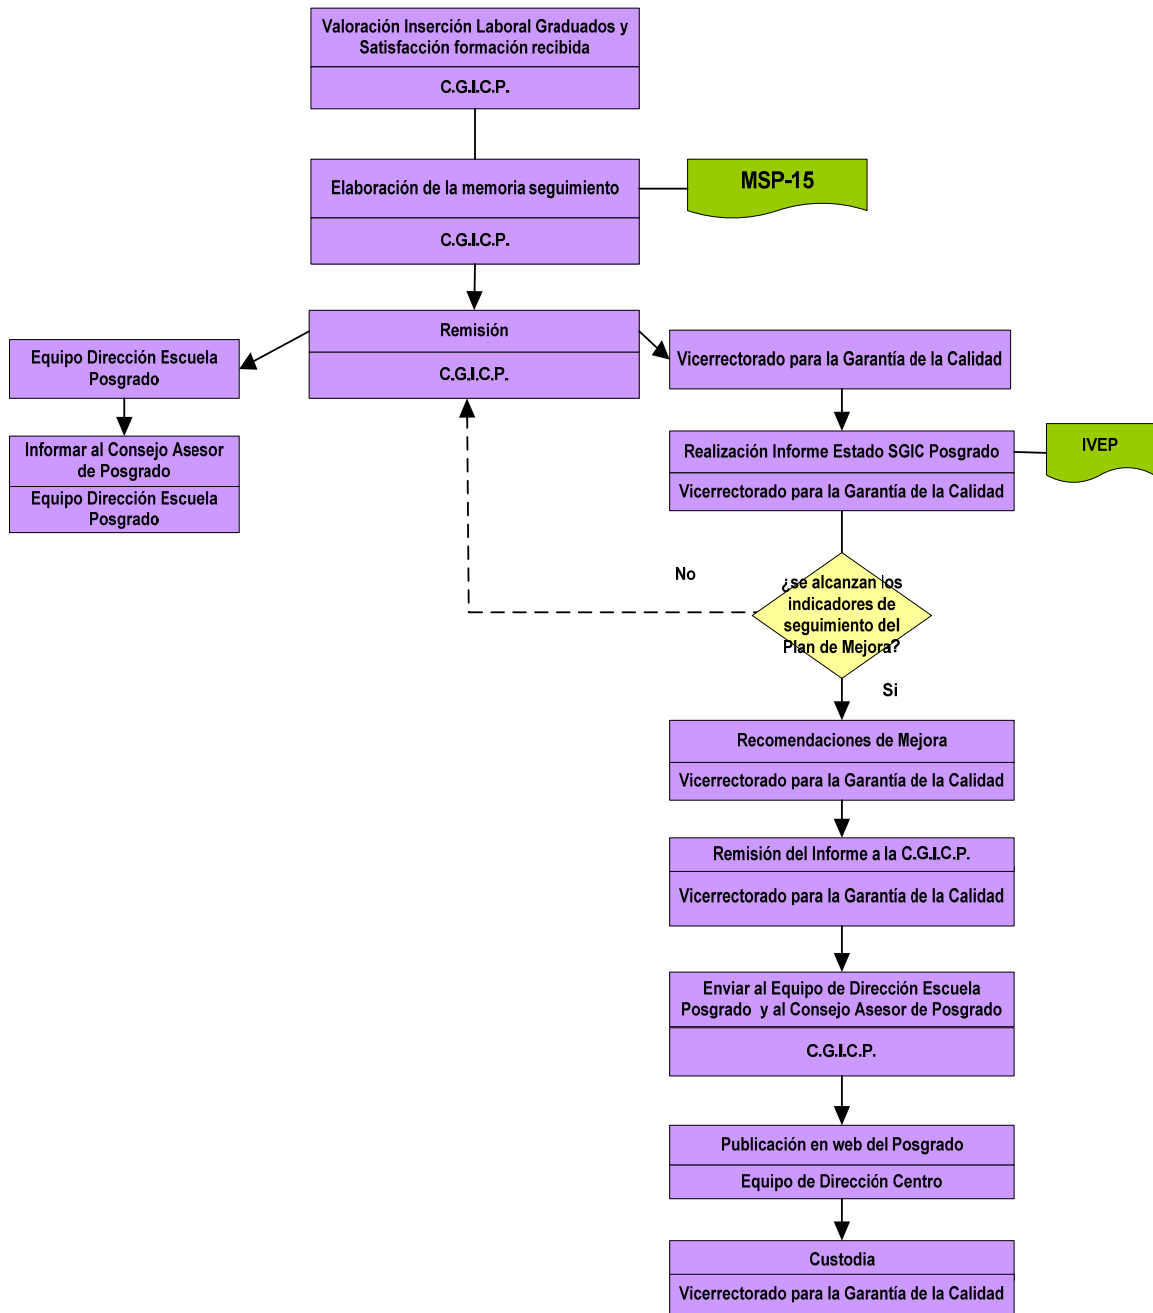 Valoración Inserción Laboral Graduados y
Satisfacción formación recibida
C.G.I.C.P.
Elaboración de la memoria seguimiento
C.G.I.C.P.
MSP-15
Remisión
C.G.I.C.P.
Equipo Dirección Escuela
Posgrado
Informar al Consejo Asesor
de Posgrado
Equipo Dirección Escuela
Posgrado
Vicerrectorado para la Garantía de la Calidad
Realización Informe Estado SGIC Posgrado
Vicerrectorado para la Garantía de la Calidad
IVEP
No
¿se alcanzan los
indicadores de
seguimiento del
Plan de Mejora?
Si
Recomendaciones de Mejora
Vicerrectorado para la Garantía de la Calidad
Remisión del Informe a la C.G.I.C.P.
Vicerrectorado para la Garantía de la Calidad
Enviar al Equipo de Dirección Escuela
Posgrado y al Consejo Asesor de Posgrado
C.G.I.C.P.
Publicación en web del Posgrado
Equipo de Dirección Centro
Custodia
Vicerrectorado para la Garantía de la Calidad